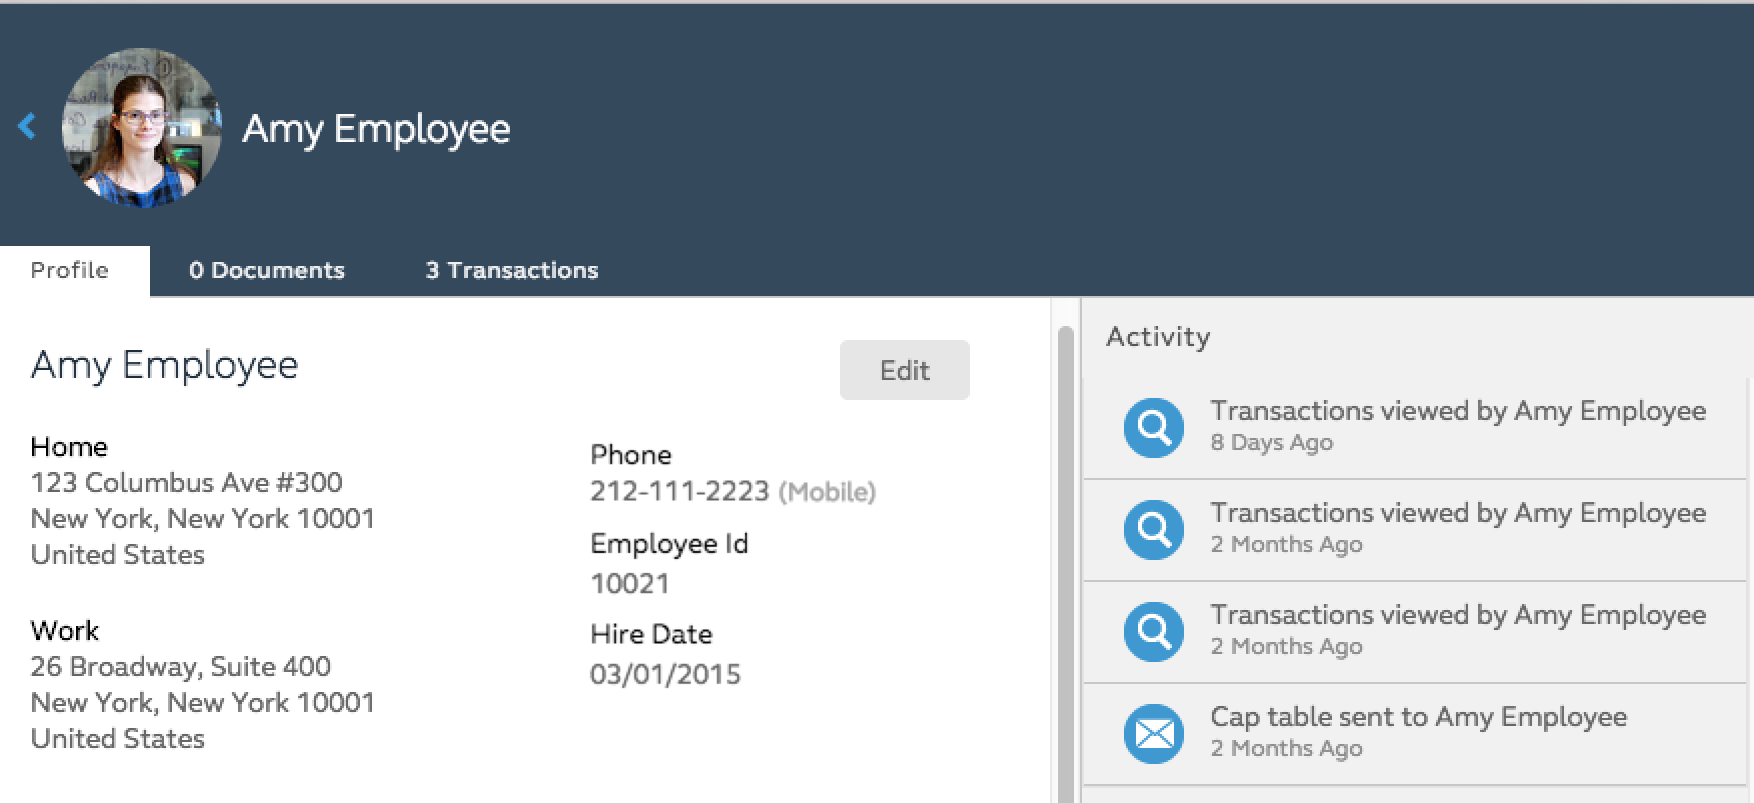 Amy Employee
Profile
0 Documents
3 Transactions
Amy Employee
Edit
Home
123 Columbus Ave #300
New York, New York 10001
United States
Work
26 Broadway, Suite 400
New York, New York 10001
United States
Phone
212-111-2223 (Mobile)
Employee Id
10021
Hire Date
03/01/2015
Activity
Transactions viewed by Amy Employee
8 Days Ago
Transactions viewed by Amy Employee
2 Months Ago
Transactions viewed by Amy Employee
2 Months Ago
Cap table sent to Amy Employee
2 Months Ago